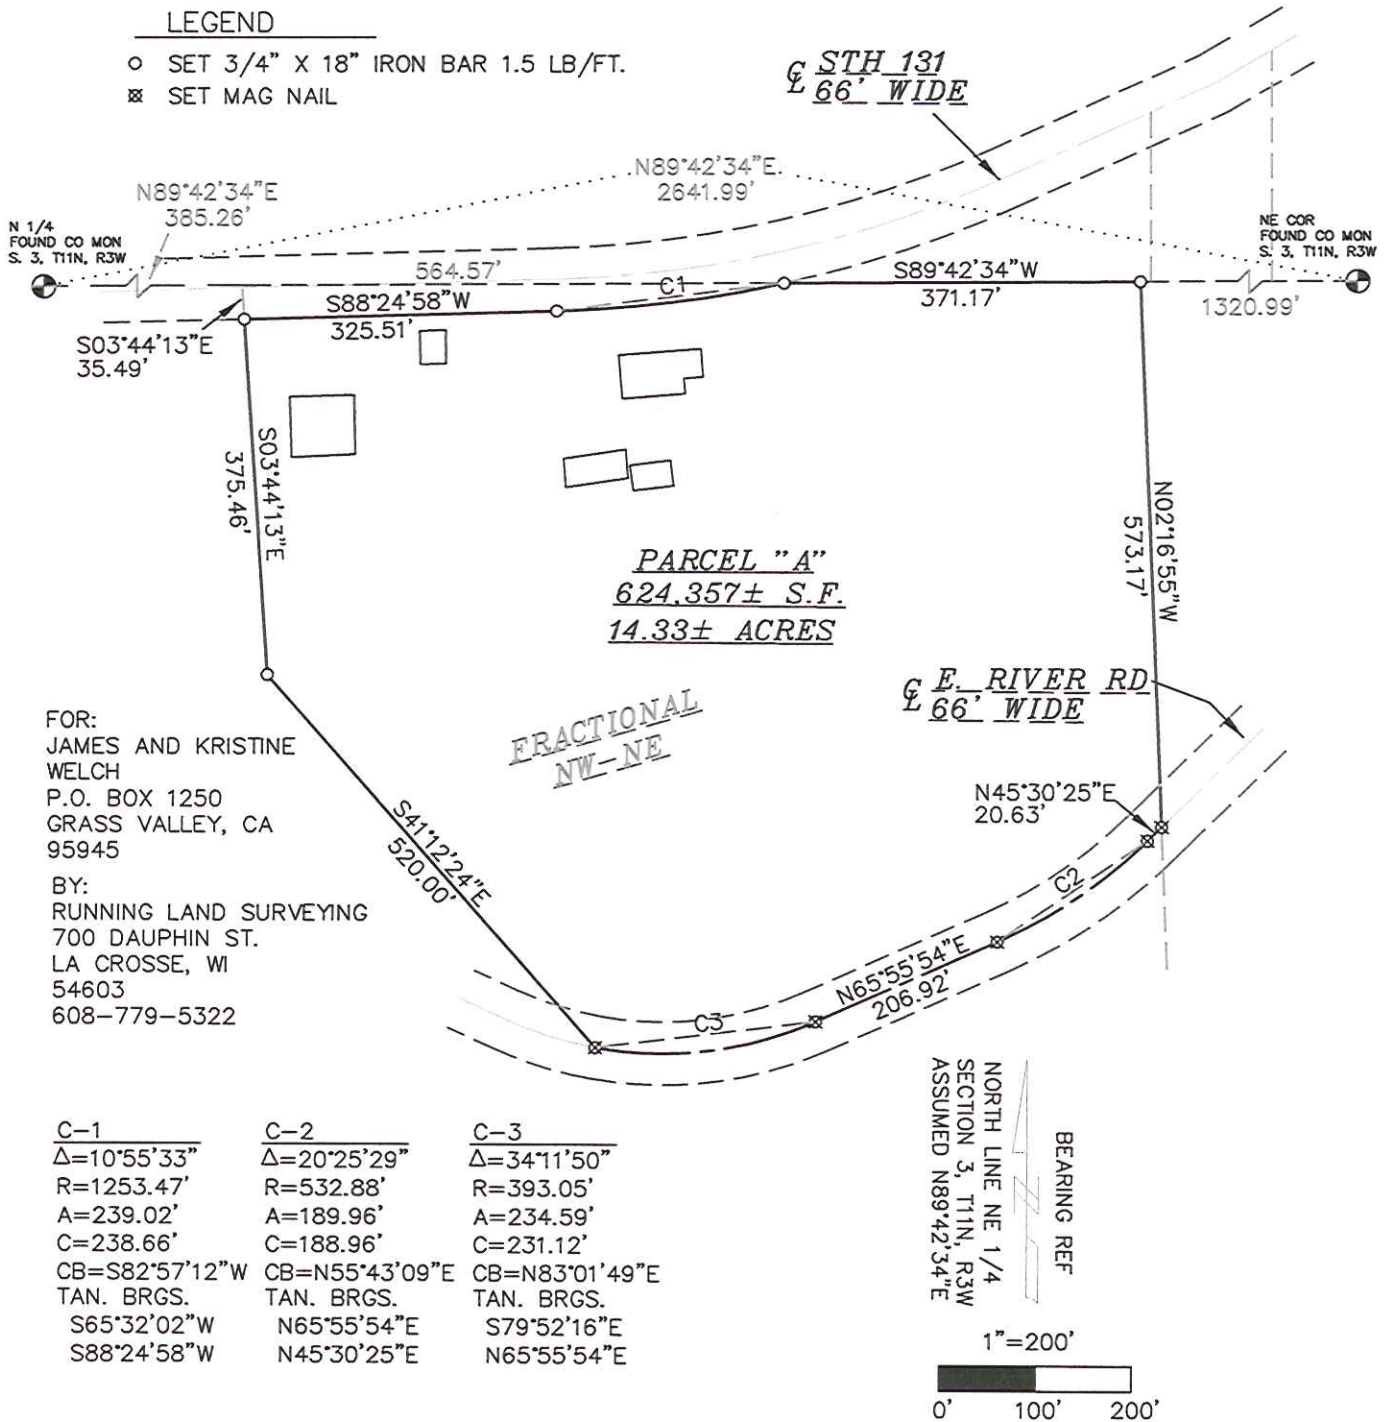 LEGEND
SET 3/4" X 18" IRON BAR 1.5 LB/FT.
SET MAG NAIL
℄ STH 131
66' WIDE
N89°42'34"E
385.26'
N89°42'34"E
2641.99'
N 1/4
FOUND CO MON
S. 3, T11N, R3W
NE COR
FOUND CO MON
S. 3, T11N, R3W
564.57'
C1
S89°42'34"W
371.17'
1320.99'
S88°24'58"W
325.51'
S03°44'13"E
35.49'
S03°44'13"E
375.46'
N02°16'55"W
573.17'
PARCEL "A"
624,357± S.F.
14.33± ACRES
℄ E. RIVER RD
66' WIDE
FRACTIONAL
NW-NE
FOR:
JAMES AND KRISTINE
WELCH
P.O. BOX 1250
GRASS VALLEY, CA
95945
BY:
RUNNING LAND SURVEYING
700 DAUPHIN ST.
LA CROSSE, WI
54603
608-779-5322
S41°12'24"E
520.00'
N45°30'25"E
20.63'
C2
N65°55'54"E
206.92'
C3
C-1
Δ=10°55'33"
R=1253.47'
A=239.02'
C=238.66'
CB=S82°57'12"W
TAN. BRGS.
S65°32'02"W
S88°24'58"W
C-2
Δ=20°25'29"
R=532.88'
A=189.96'
C=188.96'
CB=N55°43'09"E
TAN. BRGS.
N65°55'54"E
N45°30'25"E
C-3
Δ=34°11'50"
R=393.05'
A=234.59'
C=231.12'
CB=N83°01'49"E
TAN. BRGS.
S79°52'16"E
N65°55'54"E
BEARING REF
NORTH LINE NE 1/4
SECTION 3, T11N, R3W
ASSUMED N89°42'34"E
1"=200'
0' 100' 200'